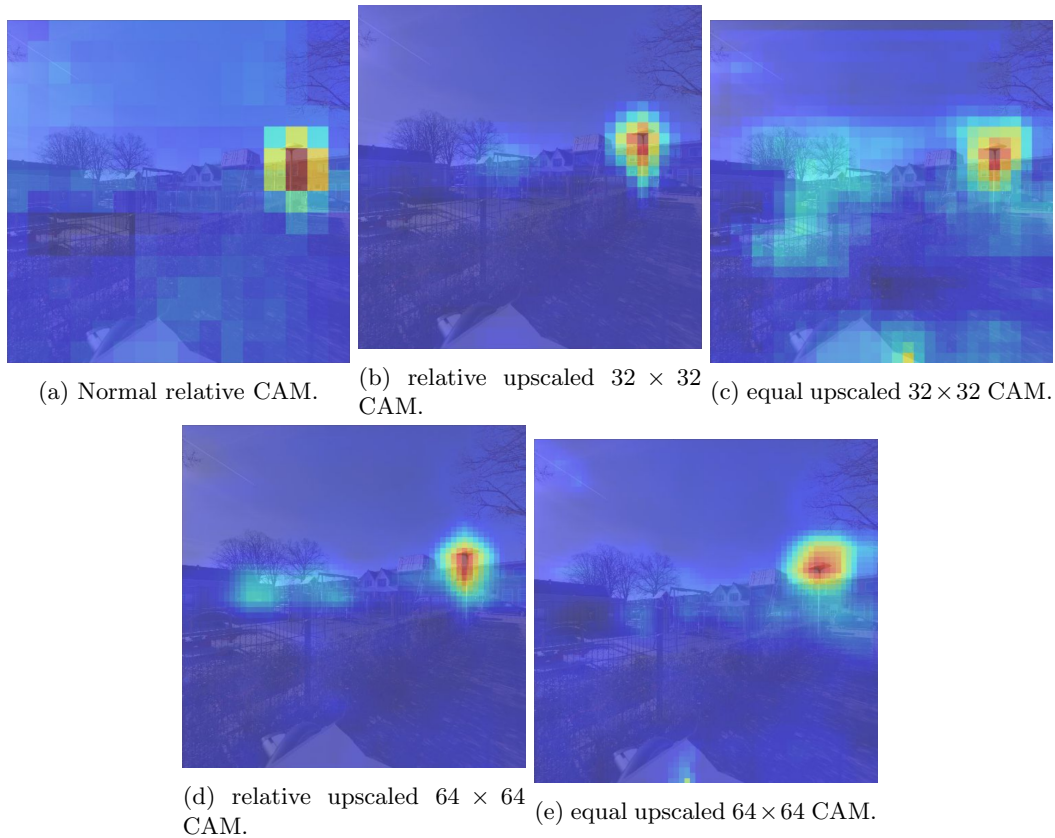 (a) Normal relative CAM.
(b) relative upscaled 32 × 32
CAM.
(c) equal upscaled 32×32 CAM.
(d) relative upscaled 64 × 64
CAM.
(e) equal upscaled 64×64 CAM.